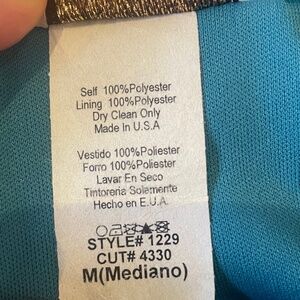 Self 100%Polyester
Lining 100%Polyester
Dry Clean Only
Made In U.S.A
Vestido 100%Poliester
Forro 100%Poliester
Lavar En Seco
Tintoreria Solamente
Hecho en E.U.A.
STYLE# 1229
CUT# 4330
M(Mediano)